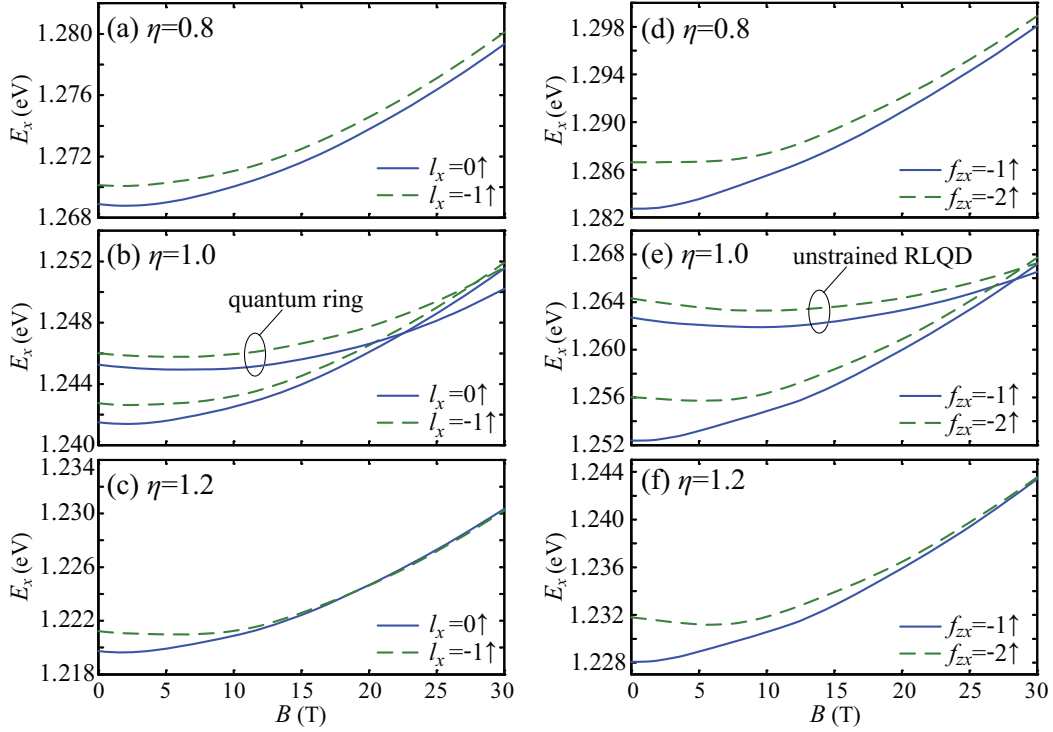 (a) η=0.8
1.280
1.276
1.272
1.268
E_x (eV)
l_x=0↑
l_x=-1↑
(b) η=1.0
1.252
1.248
1.244
1.240
E_x (eV)
quantum ring
l_x=0↑
l_x=-1↑
(c) η=1.2
1.234
1.230
1.226
1.222
1.218
E_x (eV)
l_x=0↑
l_x=-1↑
0 5 10 15 20 25 30
B (T)
(d) η=0.8
1.298
1.294
1.290
1.286
1.282
E_x (eV)
f_zx=-1↑
f_zx=-2↑
(e) η=1.0
1.268
1.264
1.260
1.256
1.252
E_x (eV)
unstrained RLQD
f_zx=-1↑
f_zx=-2↑
(f) η=1.2
1.244
1.240
1.236
1.232
1.228
E_x (eV)
f_zx=-1↑
f_zx=-2↑
0 5 10 15 20 25 30
B (T)